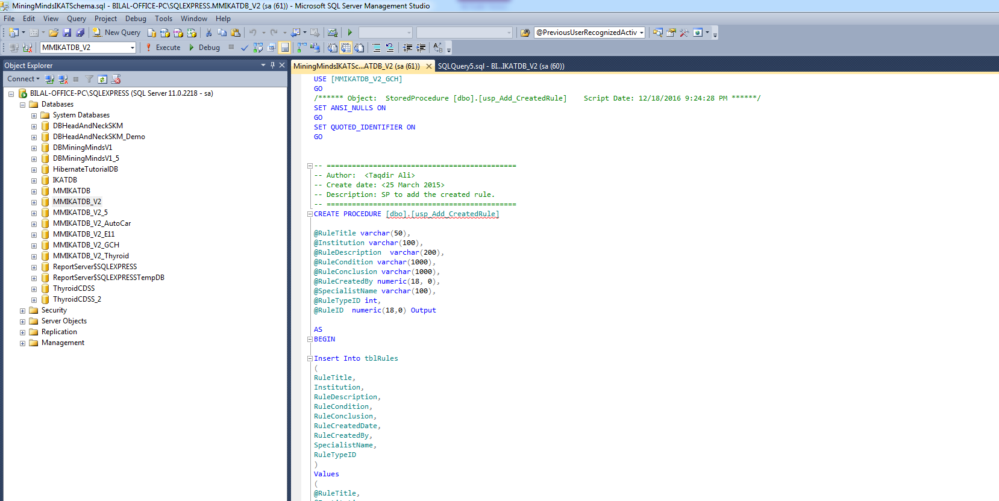 MiningMindsIKATSchema.sql - BILAL-OFFICE-PC\SQLEXPRESS.MMIKATDB_V2 (sa (61)) - Microsoft SQL Server Management Studio
File Edit View Query Project Debug Tools Window Help
New Query @PreviousUserRecognizedActiv
MMIKATDB_V2 Execute Debug
Object Explorer
Connect
BILAL-OFFICE-PC\SQLEXPRESS (SQL Server 11.0.2218 - sa)
Databases
System Databases
DBHeadAndNeckSKM
DBHeadAndNeckSKM_Demo
DBMiningMindsV1
DBMiningMindsV1_5
HibernateTutorialDB
IKATDB
MMIKATDB
MMIKATDB_V2
MMIKATDB_V2_5
MMIKATDB_V2_AutoCar
MMIKATDB_V2_E11
MMIKATDB_V2_GCH
MMIKATDB_V2_Thyroid
ReportServer$SQLEXPRESS
ReportServer$SQLEXPRESSTempDB
ThyroidCDSS
ThyroidCDSS_2
Security
Server Objects
Replication
Management
MiningMindsIKATSc...ATDB_V2 (sa (61)) SQLQuery5.sql - BI...IKATDB_V2 (sa (60))
USE [MMIKATDB_V2_GCH]
GO
/****** Object:  StoredProcedure [dbo].[usp_Add_CreatedRule]    Script Date: 12/18/2016 9:24:28 PM ******/
SET ANSI_NULLS ON
GO
SET QUOTED_IDENTIFIER ON
GO
-- =============================================
-- Author:  <Taqdir Ali>
-- Create date: <25 March 2015>
-- Description: SP to add the created rule.
-- =============================================
CREATE PROCEDURE [dbo].[usp_Add_CreatedRule]
@RuleTitle varchar(50),
@Institution varchar(100),
@RuleDescription  varchar(200),
@RuleCondition varchar(1000),
@RuleConclusion varchar(1000),
@RuleCreatedBy numeric(18, 0),
@SpecialistName varchar(100),
@RuleTypeID int,
@RuleID  numeric(18,0) Output
AS
BEGIN
Insert Into tblRules
(
RuleTitle,
Institution,
RuleDescription,
RuleCondition,
RuleConclusion,
RuleCreatedDate,
RuleCreatedBy,
SpecialistName,
RuleTypeID
)
Values
(
@RuleTitle,